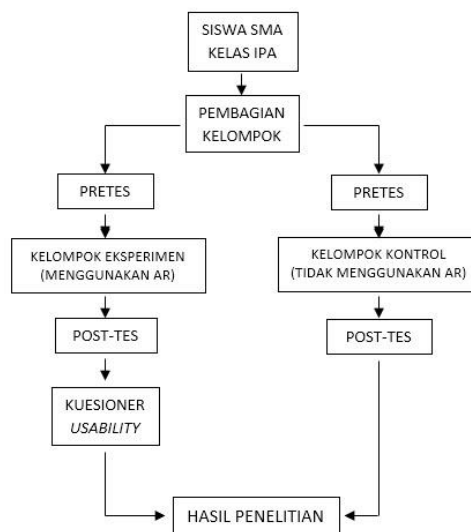 SISWA SMA
KELAS IPA
PEMBAGIAN
KELOMPOK
PRETES
PRETES
KELOMPOK EKSPERIMEN
(MENGGUNAKAN AR)
KELOMPOK KONTROL
(TIDAK MENGGUNAKAN AR)
POST-TES
POST-TES
KUESIONER
USABILITY
HASIL PENELITIAN